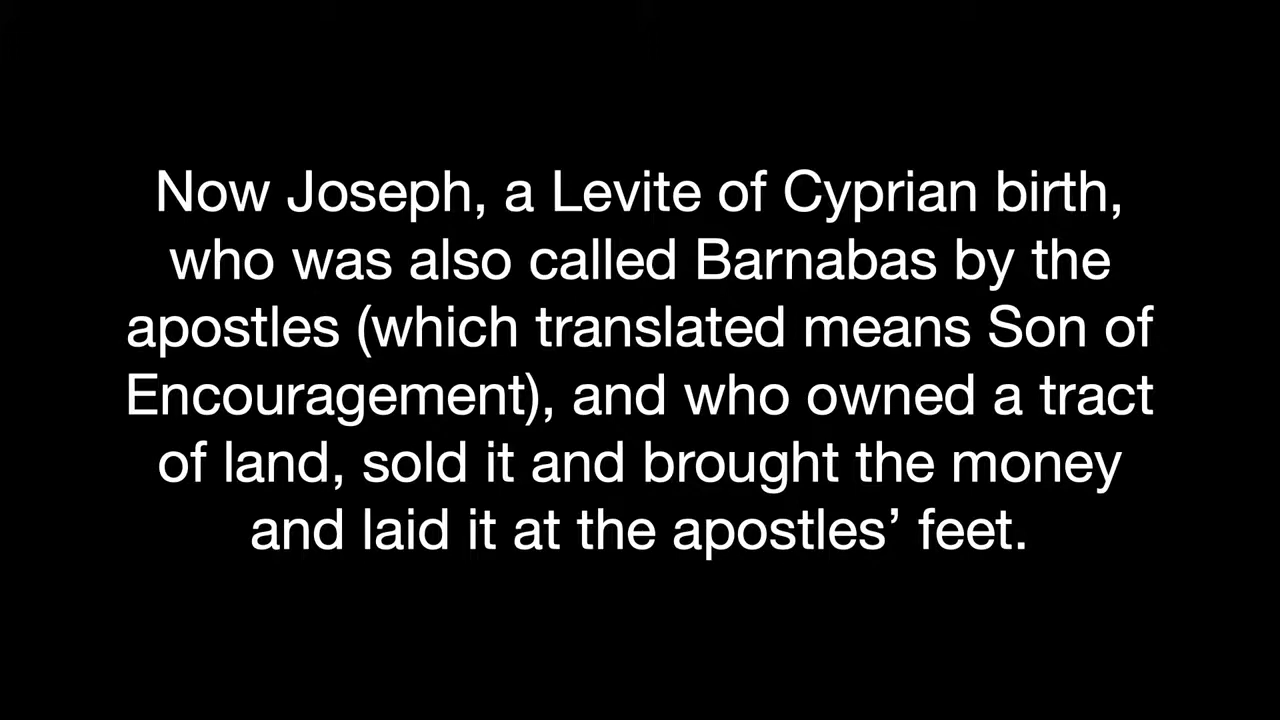 Now Joseph, a Levite of Cyprian birth,
who was also called Barnabas by the
apostles (which translated means Son of
Encouragement), and who owned a tract
of land, sold it and brought the money
and laid it at the apostles’ feet.